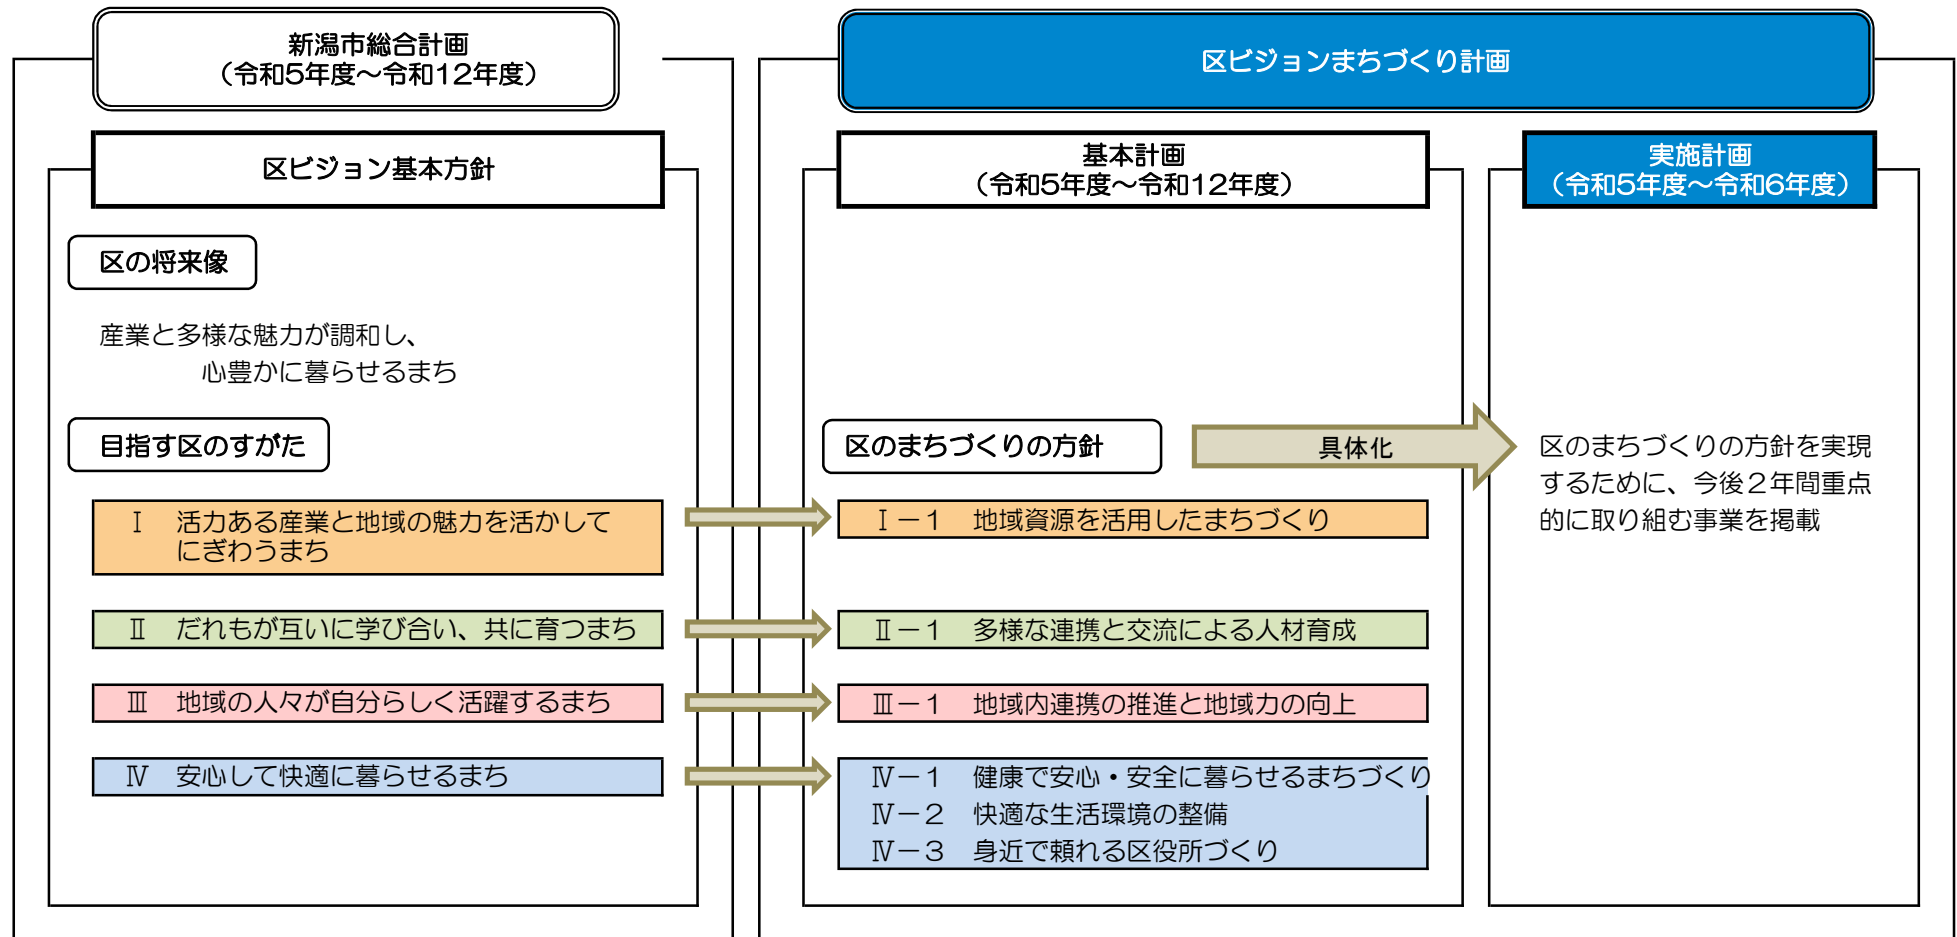 新潟市総合計画
（令和5年度～令和12年度）
区ビジョン基本方針
区の将来像
産業と多様な魅力が調和し、
心豊かに暮らせるまち
目指す区のすがた
Ⅰ　活力ある産業と地域の魅力を活かして
にぎわうまち
Ⅱ　だれもが互いに学び合い、共に育つまち
Ⅲ　地域の人々が自分らしく活躍するまち
Ⅳ　安心して快適に暮らせるまち
区ビジョンまちづくり計画
基本計画
（令和5年度～令和12年度）
区のまちづくりの方針
具体化
Ⅰ－１　地域資源を活用したまちづくり
Ⅱ－１　多様な連携と交流による人材育成
Ⅲ－１　地域内連携の推進と地域力の向上
Ⅳ－１　健康で安心・安全に暮らせるまちづくり
Ⅳ－２　快適な生活環境の整備
Ⅳ－３　身近で頼れる区役所づくり
実施計画
（令和5年度～令和6年度）
区のまちづくりの方針を実現
するために、今後２年間重点
的に取り組む事業を掲載